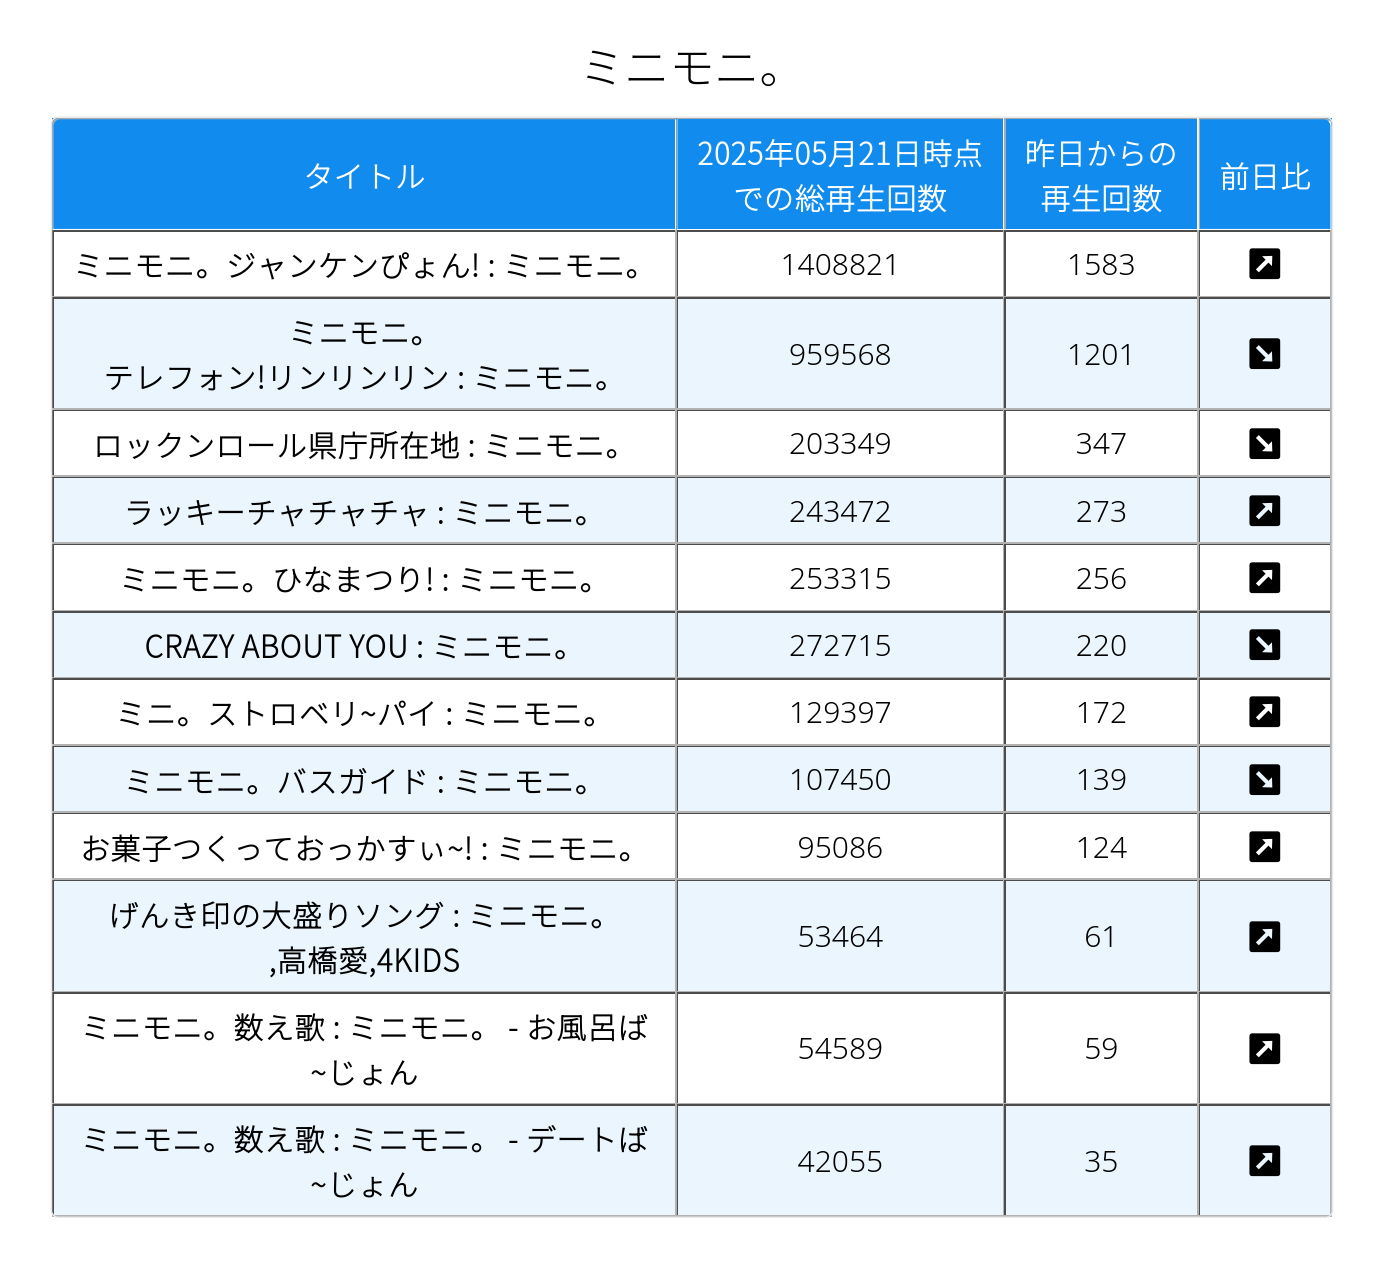 ミニモニ。
タイトル
2025年05月21日時点
での総再生回数
昨日からの
再生回数
前日比
ミニモニ。ジャンケンぴょん! : ミニモニ。
1408821
1583
ミニモニ。
テレフォン!リンリンリン : ミニモニ。
959568
1201
ロックンロール県庁所在地 : ミニモニ。
203349
347
ラッキーチャチャチャ : ミニモニ。
243472
273
ミニモニ。ひなまつり! : ミニモニ。
253315
256
CRAZY ABOUT YOU : ミニモニ。
272715
220
ミニ。ストロベリ~パイ : ミニモニ。
129397
172
ミニモニ。バスガイド : ミニモニ。
107450
139
お菓子つくっておっかすぃ~! : ミニモニ。
95086
124
げんき印の大盛りソング : ミニモニ。
,高橋愛,4KIDS
53464
61
ミニモニ。数え歌 : ミニモニ。 - お風呂ば
~じょん
54589
59
ミニモニ。数え歌 : ミニモニ。 - デートば
~じょん
42055
35